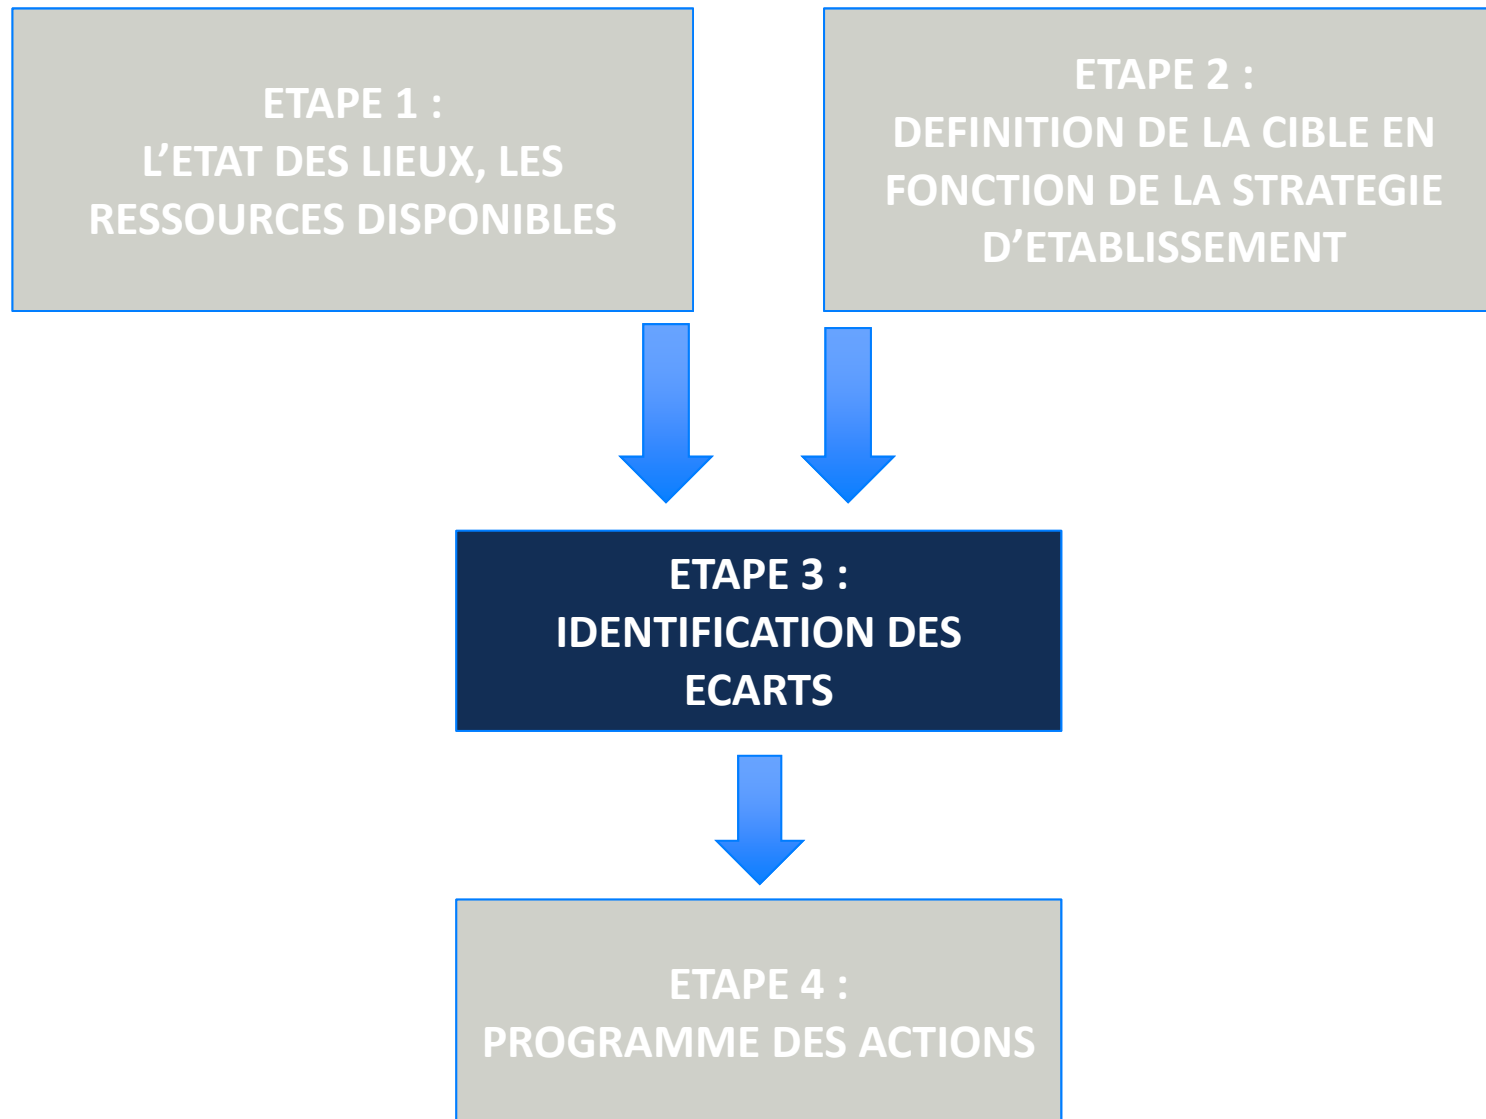 ETAPE 1 :
L’ETAT DES LIEUX, LES
RESSOURCES DISPONIBLES
ETAPE 2 :
DEFINITION DE LA CIBLE EN
FONCTION DE LA STRATEGIE
D’ETABLISSEMENT
ETAPE 3 :
IDENTIFICATION DES
ECARTS
ETAPE 4 :
PROGRAMME DES ACTIONS